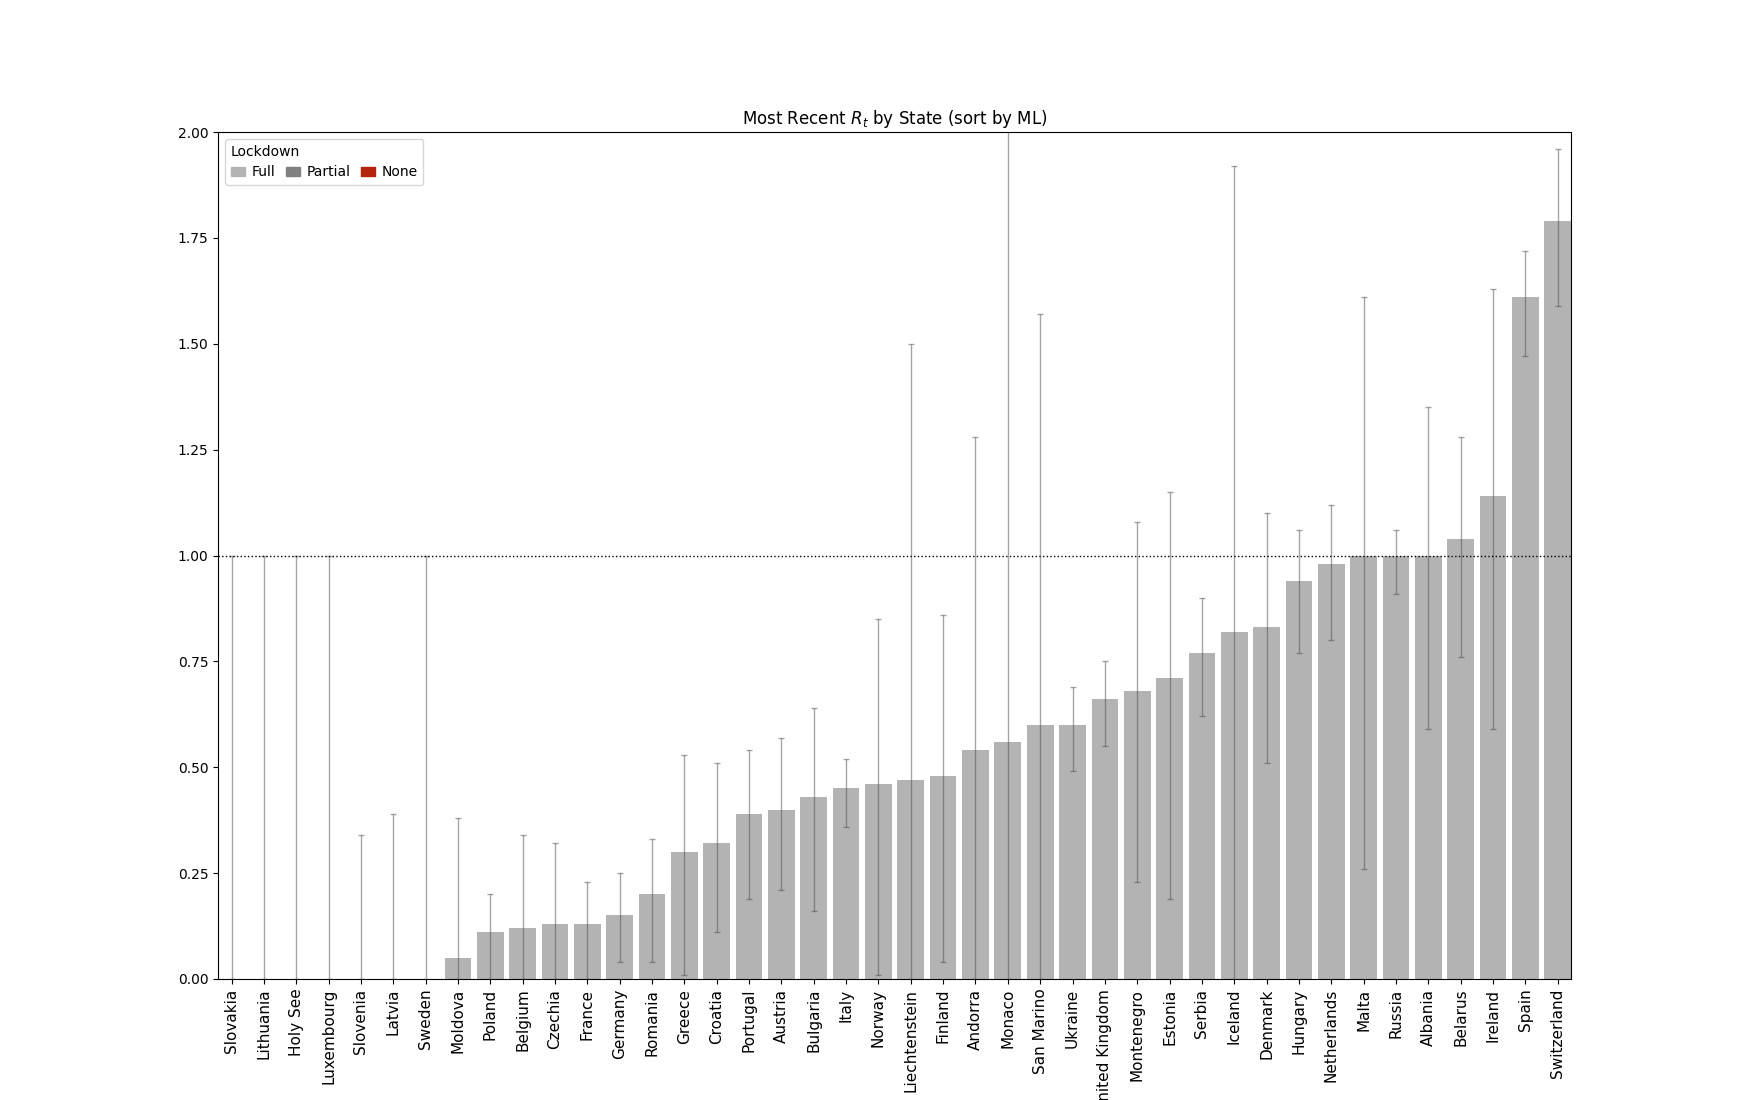 Most Recent Rt by State (sort by ML)
Lockdown
Full Partial None
2.00
1.75
1.50
1.25
1.00
0.75
0.50
0.25
0.00
Slovakia
Lithuania
Holy See
Luxembourg
Slovenia
Latvia
Sweden
Moldova
Poland
Belgium
Czechia
France
Germany
Romania
Greece
Croatia
Portugal
Austria
Bulgaria
Italy
Norway
Liechtenstein
Finland
Andorra
Monaco
San Marino
Ukraine
nited Kingdom
Montenegro
Estonia
Serbia
Iceland
Denmark
Hungary
Netherlands
Malta
Russia
Albania
Belarus
Ireland
Spain
Switzerland